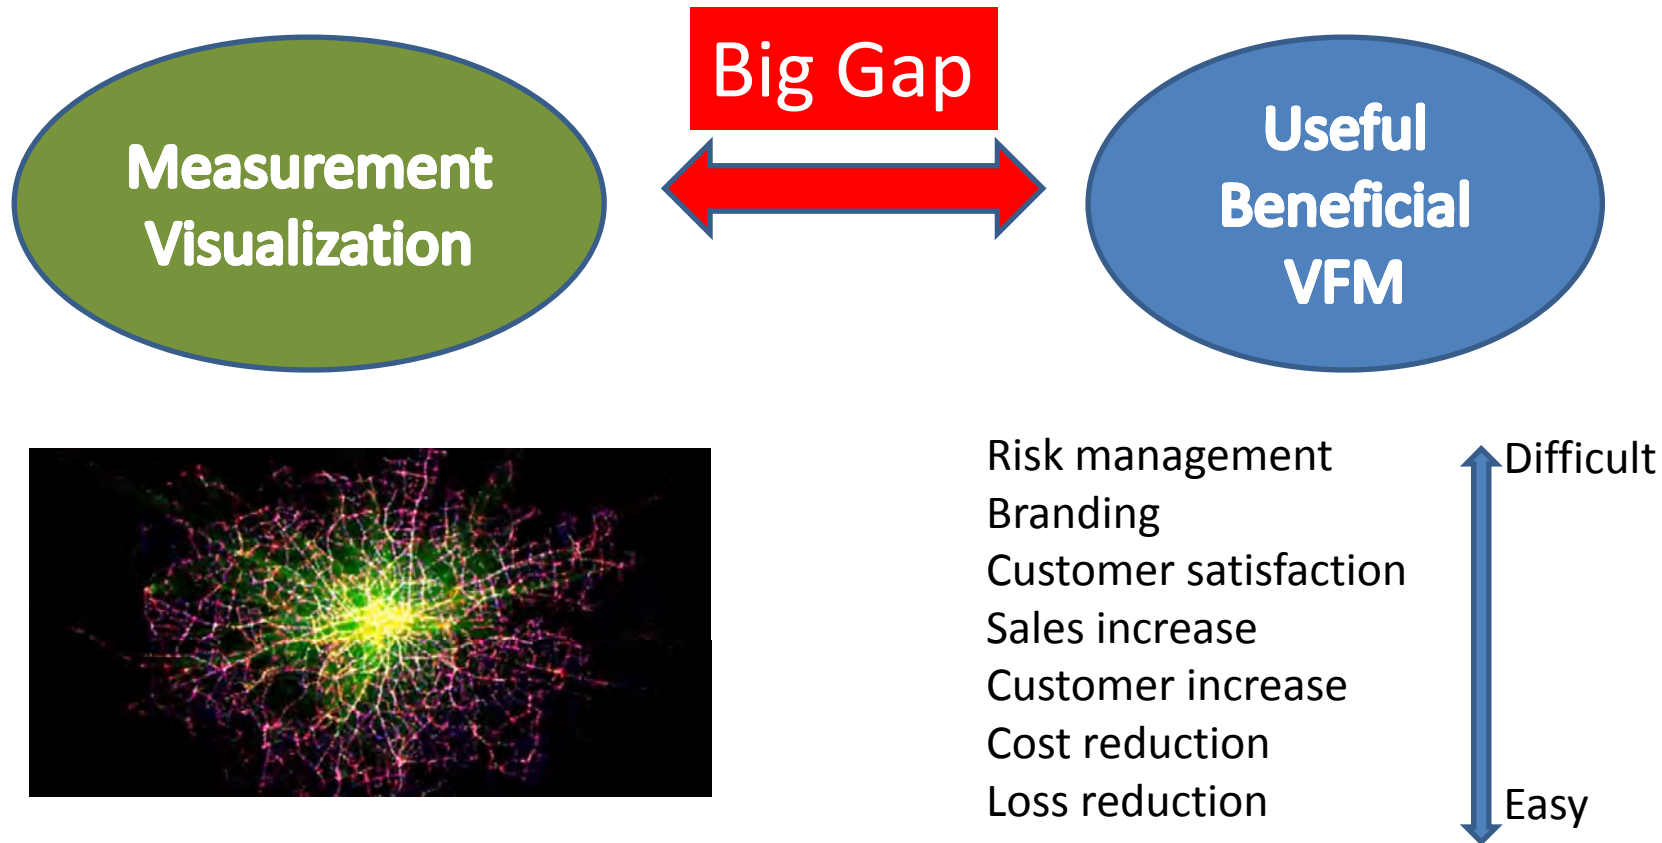 Big Gap
Measurement
Visualization
Useful
Beneficial
VFM
Risk management
Branding
Customer satisfaction
Sales increase
Customer increase
Cost reduction
Loss reduction
Difficult
Easy